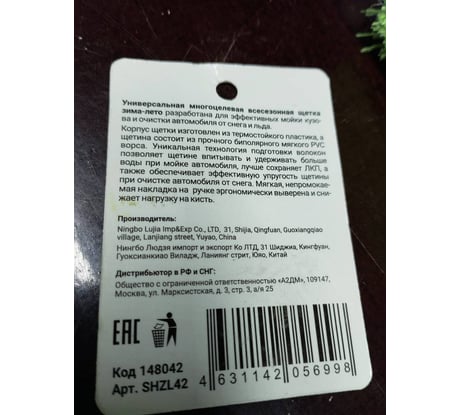 Универсальная многоцелевая всесезонная щетка
зима-лето разработана для эффективных мойки кузо-
ва и очистки автомобиля от снега и льда.
Корпус щетки изготовлен из термостойкого пластика, а
щетина состоит из прочного биполярного мягкого PVC
ворса. Уникальная технология подготовки волокон
позволяет щетине впитывать и удерживать больше
воды при мойке автомобиля, лучше сохраняет ЛКП, а
также обеспечивает эффективную упругость щетины
при очистке автомобиля от снега. Мягкая, непромокае-
мая накладка на ручке эргономически выверена и сни-
жает нагрузку на кисть.
Производитель:
Ningbo Lujia Imp&Exp Co., LTD, 31, Shijia, Qingfuan, Guoxiangqiao
village, Lanjiang street, Yuyao, China
Нингбо Людзя импорт и экспорт Ко ЛТД, 31 Шиджиа, Кингфуан,
Гуоксианкиао Виладж, Ланиянг стрит, Юяо, Китай
Дистрибьютор в РФ и СНГ:
Общество с ограниченной ответственностью «А2ДМ», 109147,
Москва, ул. Марксистская, д. 3, стр. 3, а/я 25
EAC
Код 148042
Арт. SHZL42
4 631142 056998